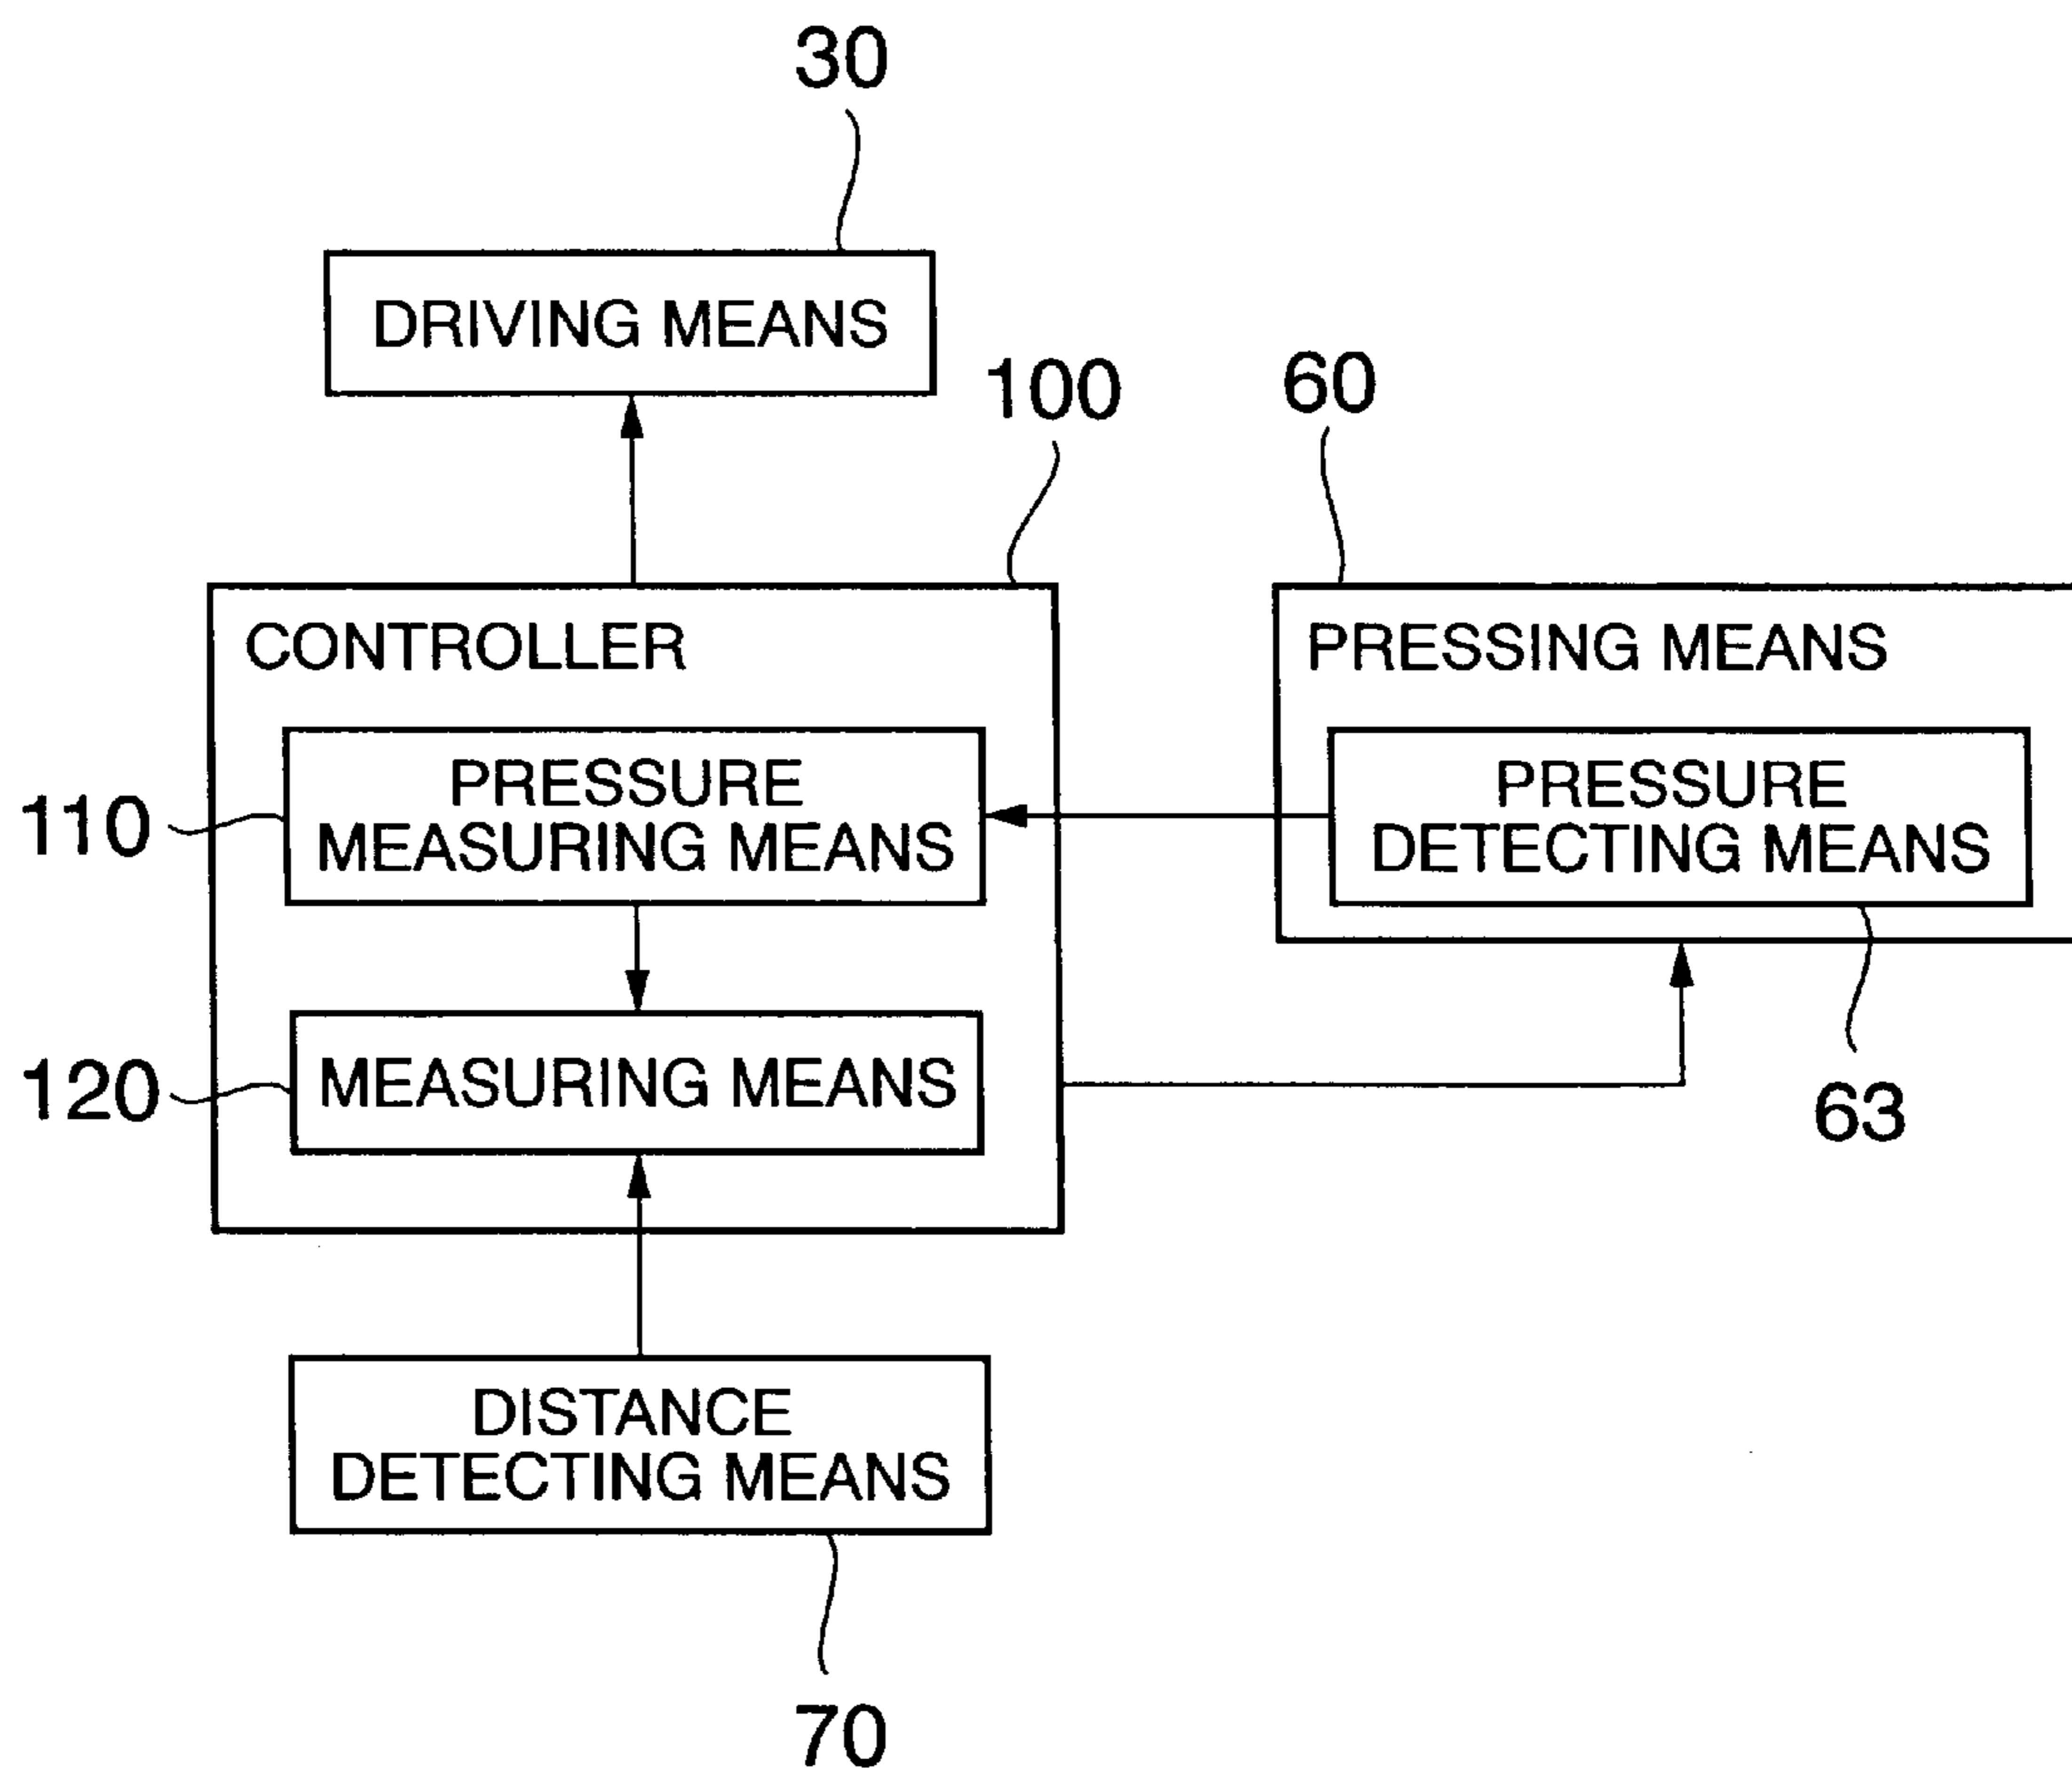 30
DRIVING MEANS
100
60
CONTROLLER
PRESSING MEANS
110
PRESSURE
MEASURING MEANS
PRESSURE
DETECTING MEANS
120
MEASURING MEANS
63
DISTANCE
DETECTING MEANS
70